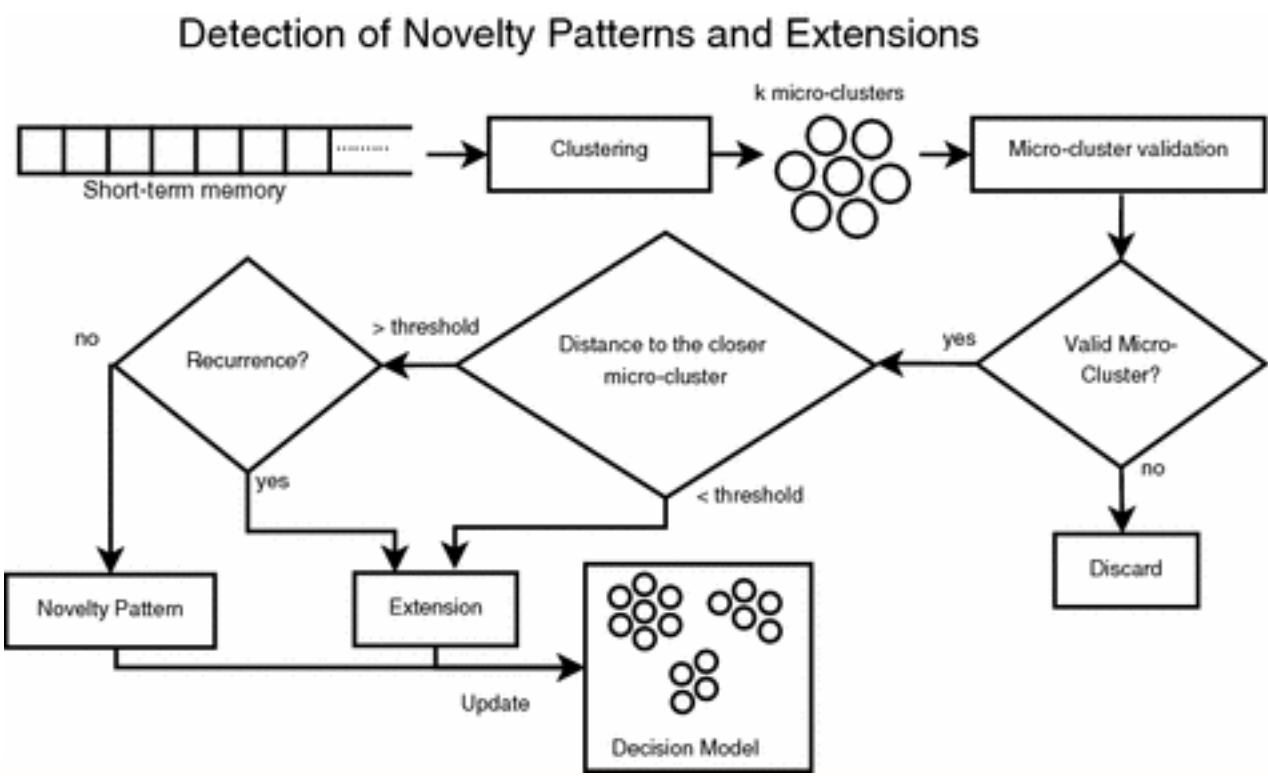 Detection of Novelty Patterns and Extensions
k micro-clusters
Clustering
Micro-cluster validation
.........
Short-term memory
> threshold
no
Recurrence?
Distance to the closer
micro-cluster
yes
Valid Micro-
Cluster?
yes
< threshold
no
Novelty Pattern
Extension
Discard
Update
Decision Model